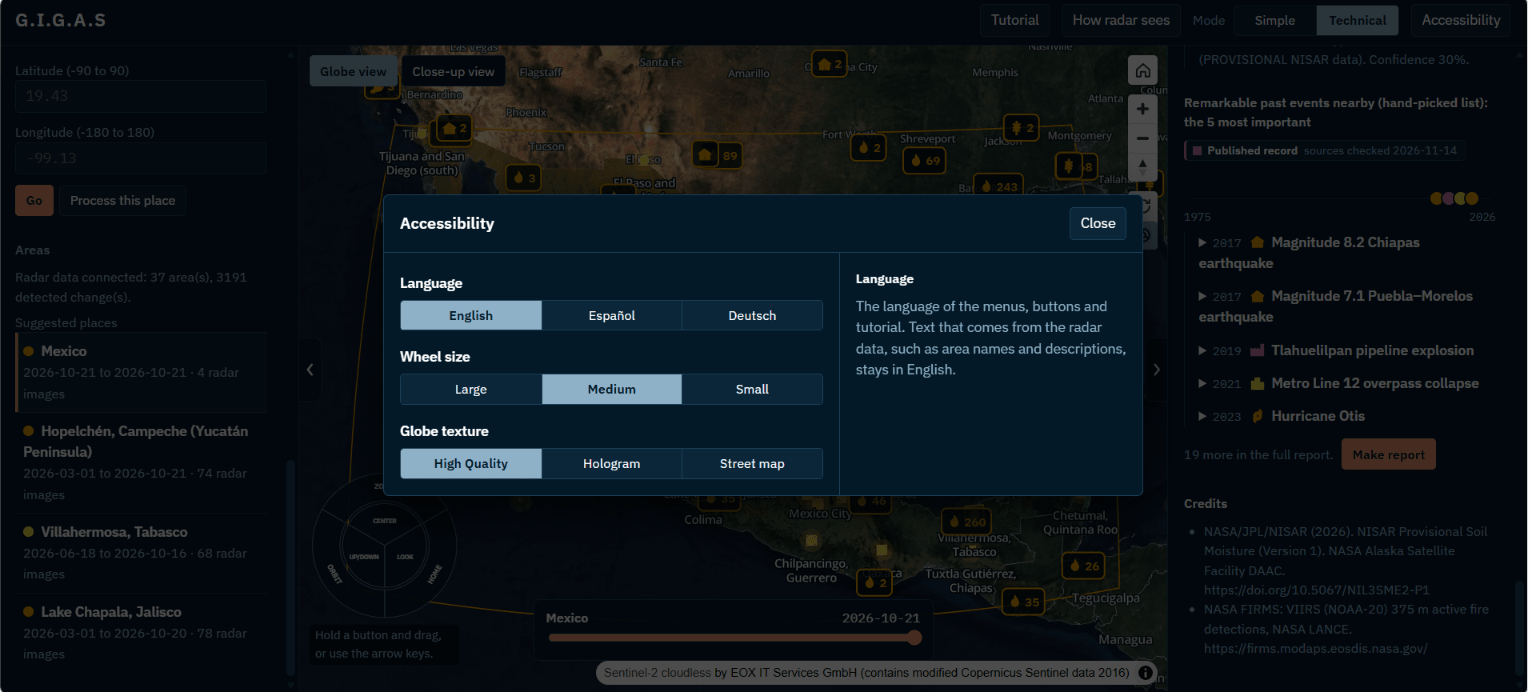 G.I.G.A.S
Tutorial
How radar sees
Mode
Simple
Technical
Accessibility
Latitude (-90 to 90)
19.43
Longitude (-180 to 180)
-99.13
Go
Process this place
Areas
Radar data connected: 37 area(s), 3191
detected change(s).
Suggested places
Mexico
2026-10-21 to 2026-10-21 · 4 radar
images
Hopelchén, Campeche (Yucatán
Peninsula)
2026-03-01 to 2026-10-21 · 74 radar
images
Villahermosa, Tabasco
2026-06-18 to 2026-10-16 · 68 radar
images
Lake Chapala, Jalisco
2026-03-01 to 2026-10-20 · 78 radar
images
Globe view
Close-up view
Las Vegas
Flagstaff
Santa Fe
Amarillo
2
City
Memphis
Nashville
Bernardino
Phoenix
Atlanta
2
Tucson
El Paso
89
Fort Worth
2
Shreveport
69
2
Montgomery
Tijuana and San
Diego (south)
3
El Paso and
243
Accessibility
Close
Language
English
Español
Deutsch
Wheel size
Large
Medium
Small
Globe texture
High Quality
Hologram
Street map
Language
The language of the menus, buttons and
tutorial. Text that comes from the radar
data, such as area names and descriptions,
stays in English.
CENTER
UP/DOWN
LOOK
ORBIT
HOME
Hold a button and drag,
or use the arrow keys.
35
Colima
Mexico City
46
260
Chetumal,
Quintana Roo
Villahermosa,
Tabasco
Chilpancingo,
Guerrero
2
Tuxtla Gutiérrez,
Chiapas
26
35
Tegucigalpa
Managua
Mexico
2026-10-21
Sentinel-2 cloudless by EOX IT Services GmbH (contains modified Copernicus Sentinel data 2016)
(PROVISIONAL NISAR data). Confidence 30%.
Remarkable past events nearby (hand-picked list):
the 5 most important
Published record sources checked 2026-11-14
1975
2026
2017 Magnitude 8.2 Chiapas
earthquake
2017 Magnitude 7.1 Puebla–Morelos
earthquake
2019 Tlahuelilpan pipeline explosion
2021 Metro Line 12 overpass collapse
2023 Hurricane Otis
19 more in the full report.
Make report
Credits
NASA/JPL/NISAR (2026). NISAR Provisional Soil
Moisture (Version 1). NASA Alaska Satellite
Facility DAAC.
https://doi.org/10.5067/NIL3SME2-P1
NASA FIRMS: VIIRS (NOAA-20) 375 m active fire
detections, NASA LANCE.
https://firms.modaps.eosdis.nasa.gov/